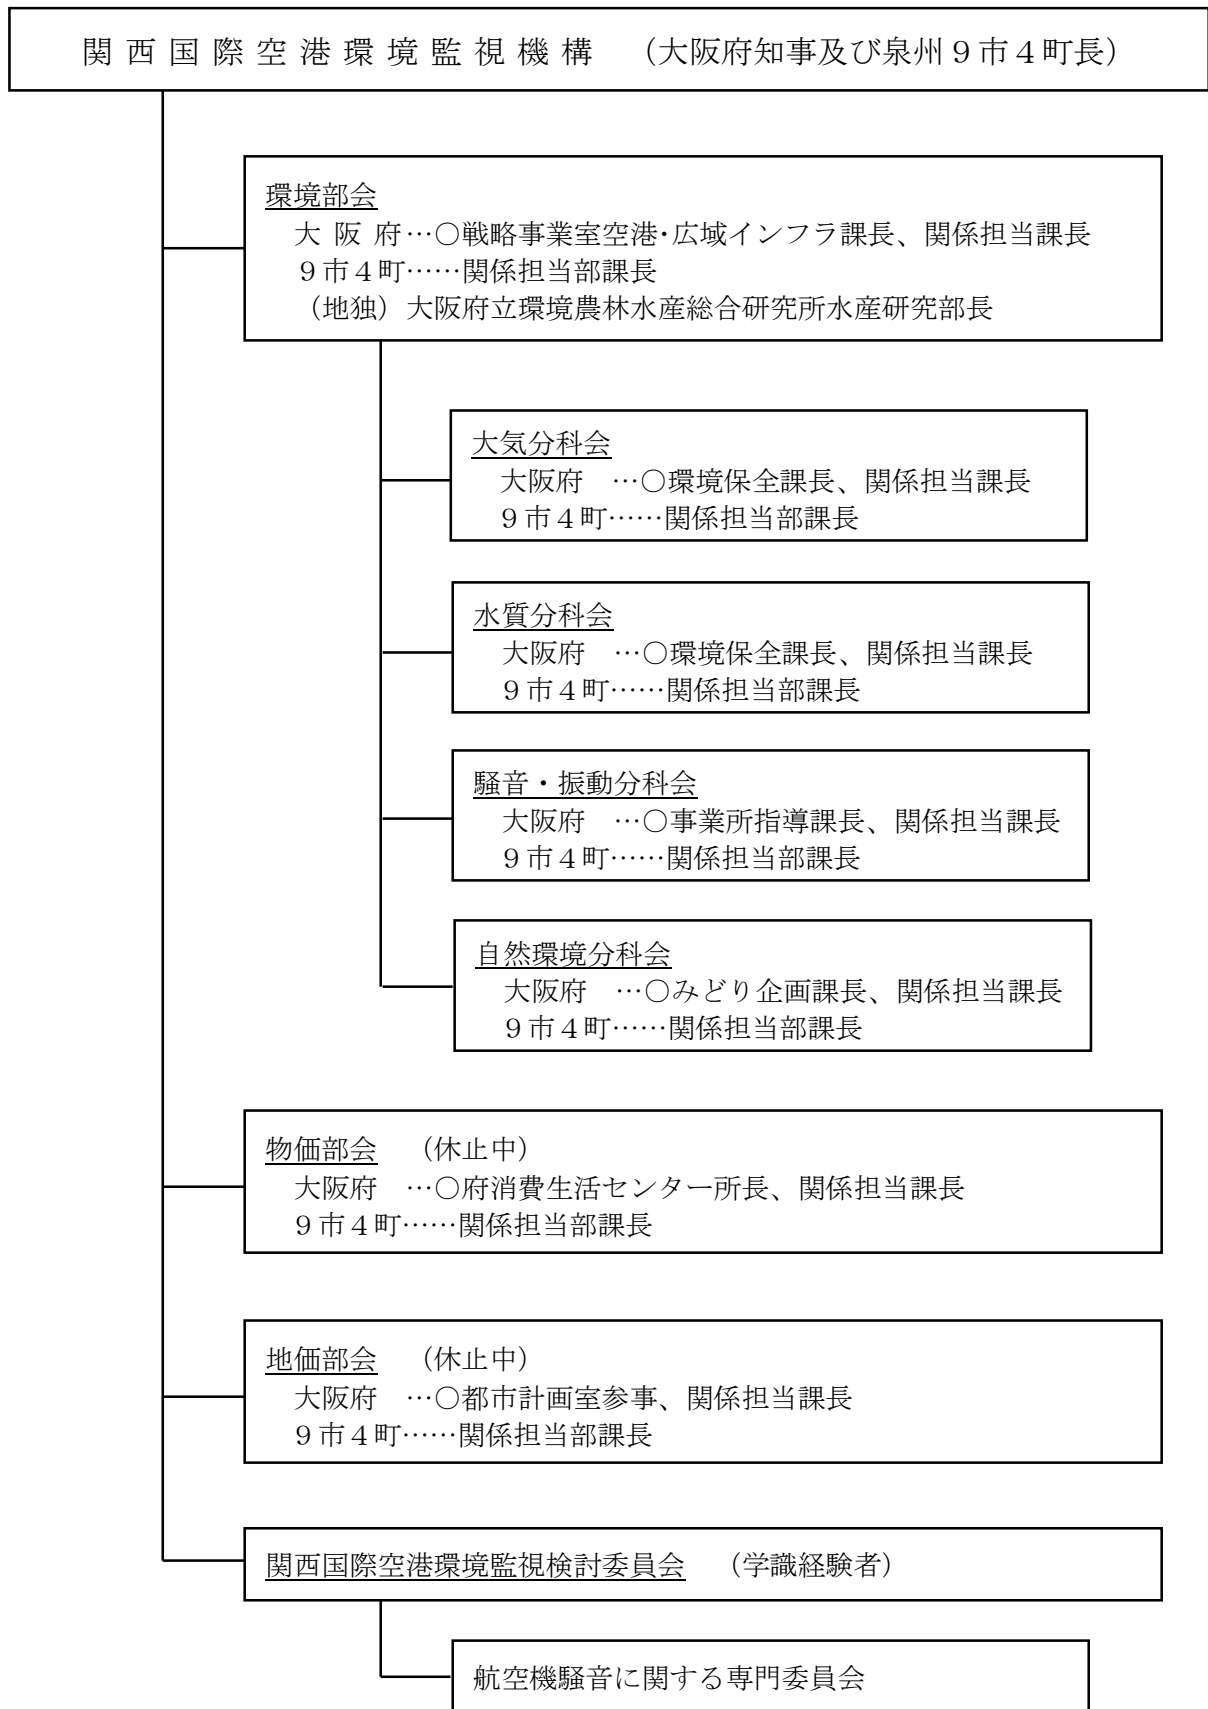 関西国際空港環境監視機構　（大阪府知事及び泉州９市４町長）
環境部会
大 阪 府…○戦略事業室空港・広域インフラ課長、関係担当課長
９市４町……関係担当部課長
（地独）大阪府立環境農林水産総合研究所水産研究部長
大気分科会
大阪府　…○環境保全課長、関係担当課長
９市４町……関係担当部課長
水質分科会
大阪府　…○環境保全課長、関係担当課長
９市４町……関係担当部課長
騒音・振動分科会
大阪府　…○事業所指導課長、関係担当課長
９市４町……関係担当部課長
自然環境分科会
大阪府　…○みどり企画課長、関係担当課長
９市４町……関係担当部課長
物価部会　（休止中）
大阪府　…○府消費生活センター所長、関係担当課長
９市４町……関係担当部課長
地価部会　（休止中）
大阪府　…○都市計画室参事、関係担当課長
９市４町……関係担当部課長
関西国際空港環境監視検討委員会　（学識経験者）
航空機騒音に関する専門委員会